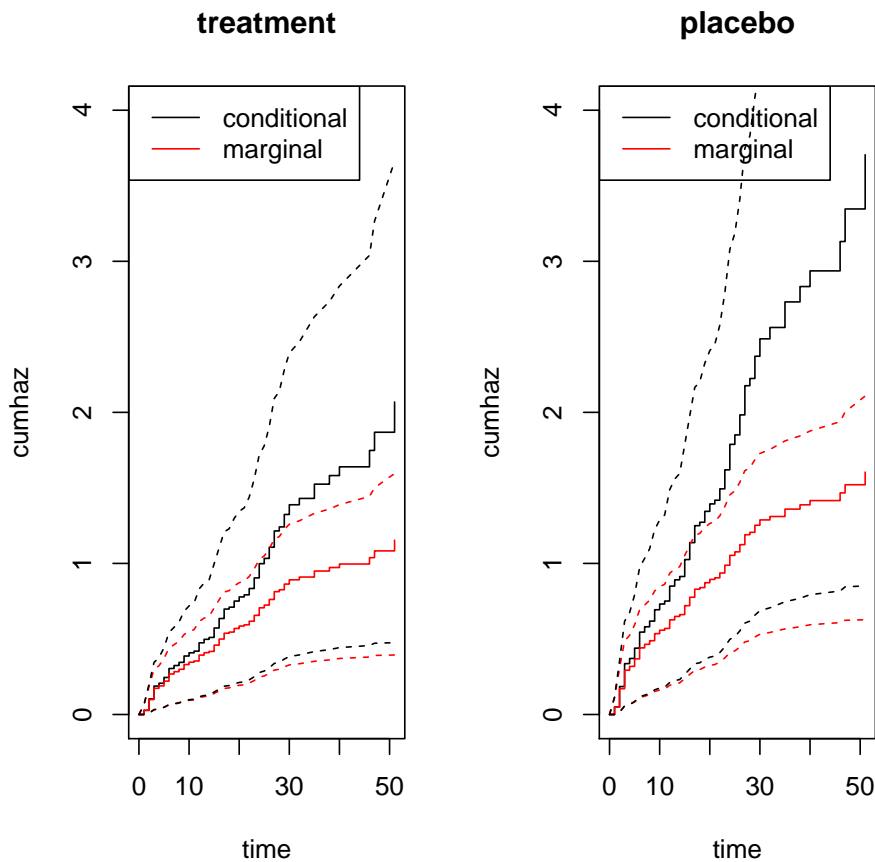 treatment
conditional
marginal
cumhaz
0 1 2 3 4
0 10 30 50
time
placebo
conditional
marginal
cumhaz
0 1 2 3 4
0 10 30 50
time